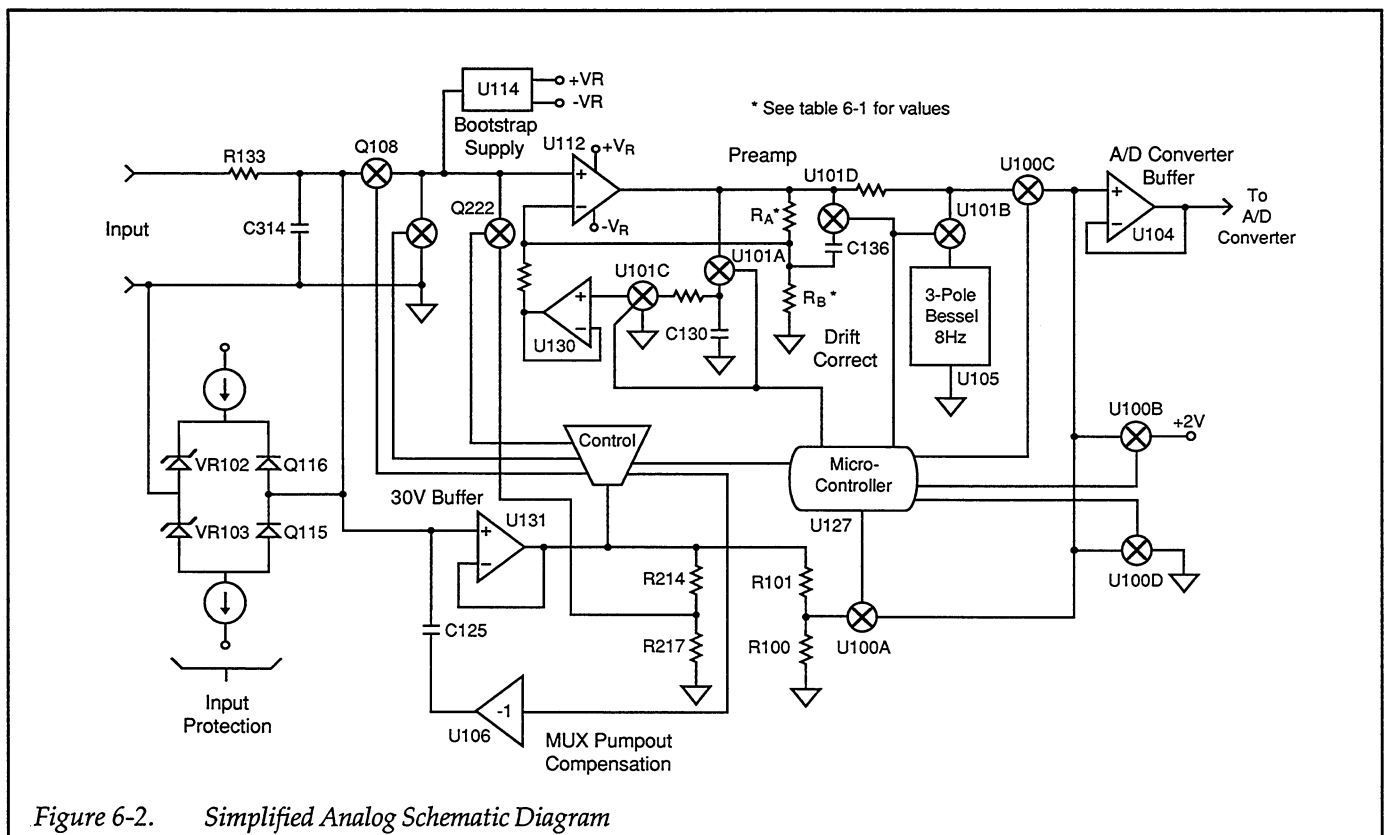 U114
+VR
-VR
Bootstrap
Supply
* See table 6-1 for values
Q108
U112
+VR
R133
+
-
-VR
Preamp
U101D
U100C
A/D Converter
Buffer
Input
C314
Q222
RA*
C136
U101B
+
-
U104
To
A/D
Converter
U101C
U101A
+
-
U130
C130
RB*
Drift
Correct
3-Pole
Bessel
8Hz
U105
VR102
Q116
VR103
Q115
Control
Micro-
Controller
U127
U100B
+2V
30V Buffer
U131
+
-
R214
R101
U100D
C125
R217
R100
U100A
Input
Protection
-1
U106
MUX Pumpout
Compensation
Figure 6-2. Simplified Analog Schematic Diagram